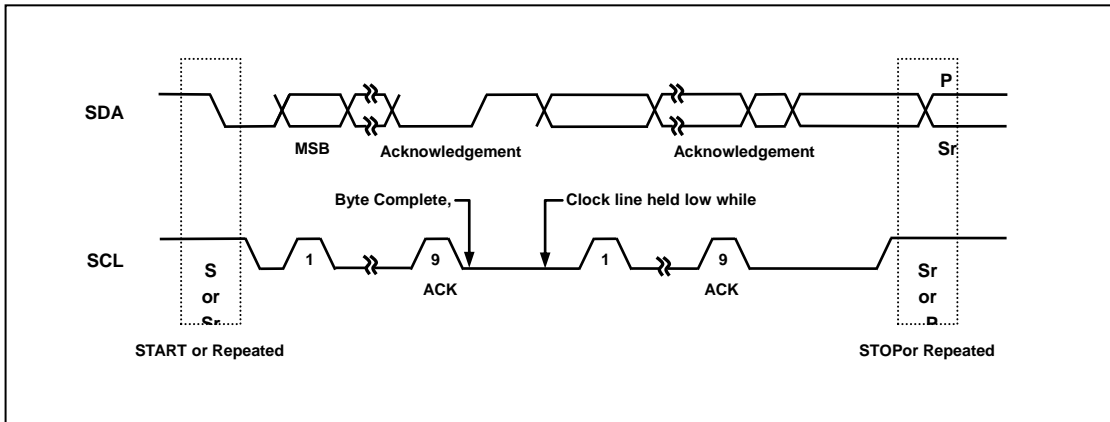 P
SDA
MSB
Acknowledgement
Acknowledgement
Sr
Byte Complete,
Clock line held low while
SCL
1
9
1
9
ACK
ACK
S
or
Sr
Sr
or
P
START or Repeated
STOPor Repeated